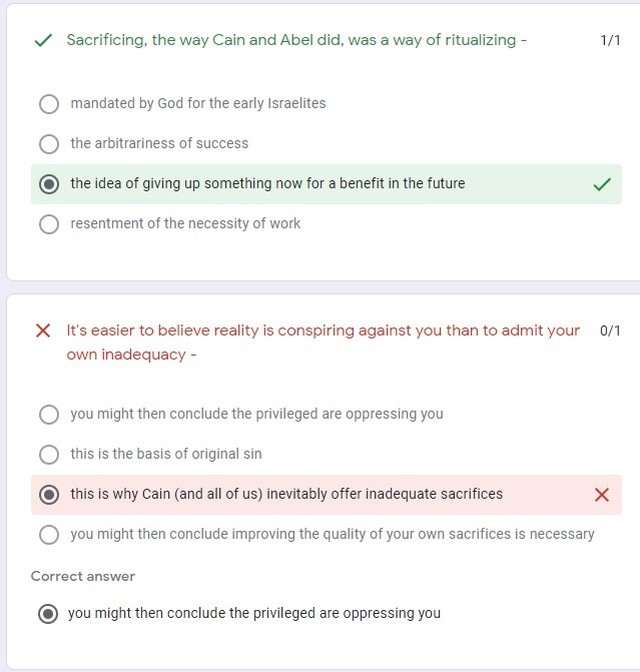 Sacrificing, the way Cain and Abel did, was a way of ritualizing - 1/1
mandated by God for the early Israelites
the arbitrariness of success
the idea of giving up something now for a benefit in the future
resentment of the necessity of work
It's easier to believe reality is conspiring against you than to admit your 0/1
own inadequacy -
you might then conclude the privileged are oppressing you
this is the basis of original sin
this is why Cain (and all of us) inevitably offer inadequate sacrifices
you might then conclude improving the quality of your own sacrifices is necessary
Correct answer
you might then conclude the privileged are oppressing you